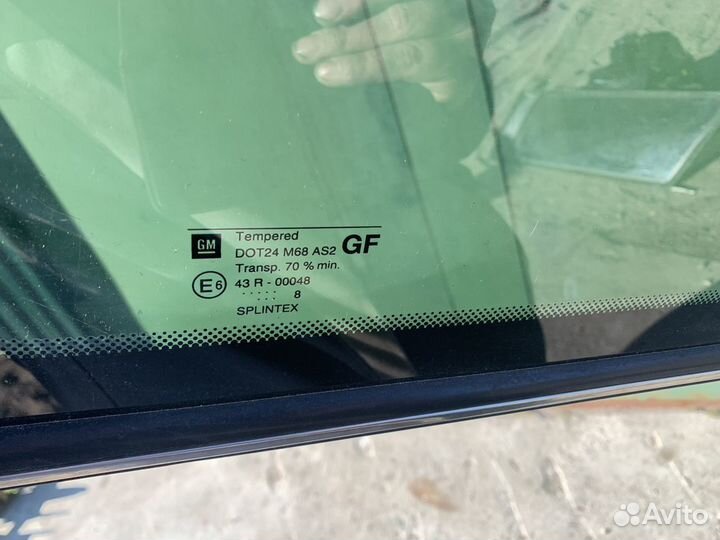 GM Tempered
DOT24 M68 AS2 GF
Transp. 70 % min.
E6 43 R - 00048
..... 8
SPLINTEX
Avito